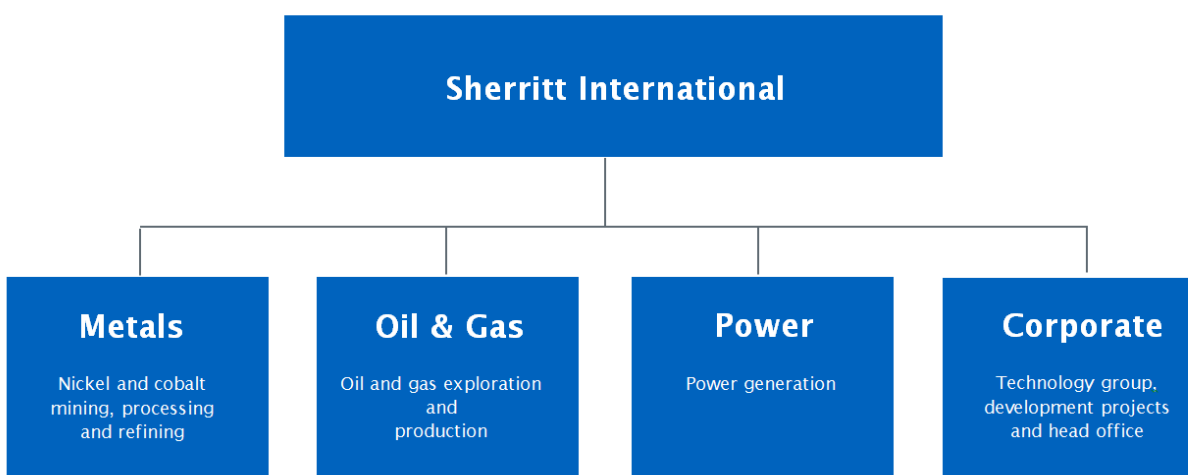 Sherritt International
Metals
Nickel and cobalt
mining, processing
and refining
Oil & Gas
Oil and gas exploration
and
production
Power
Power generation
Corporate
Technology group,
development projects
and head office